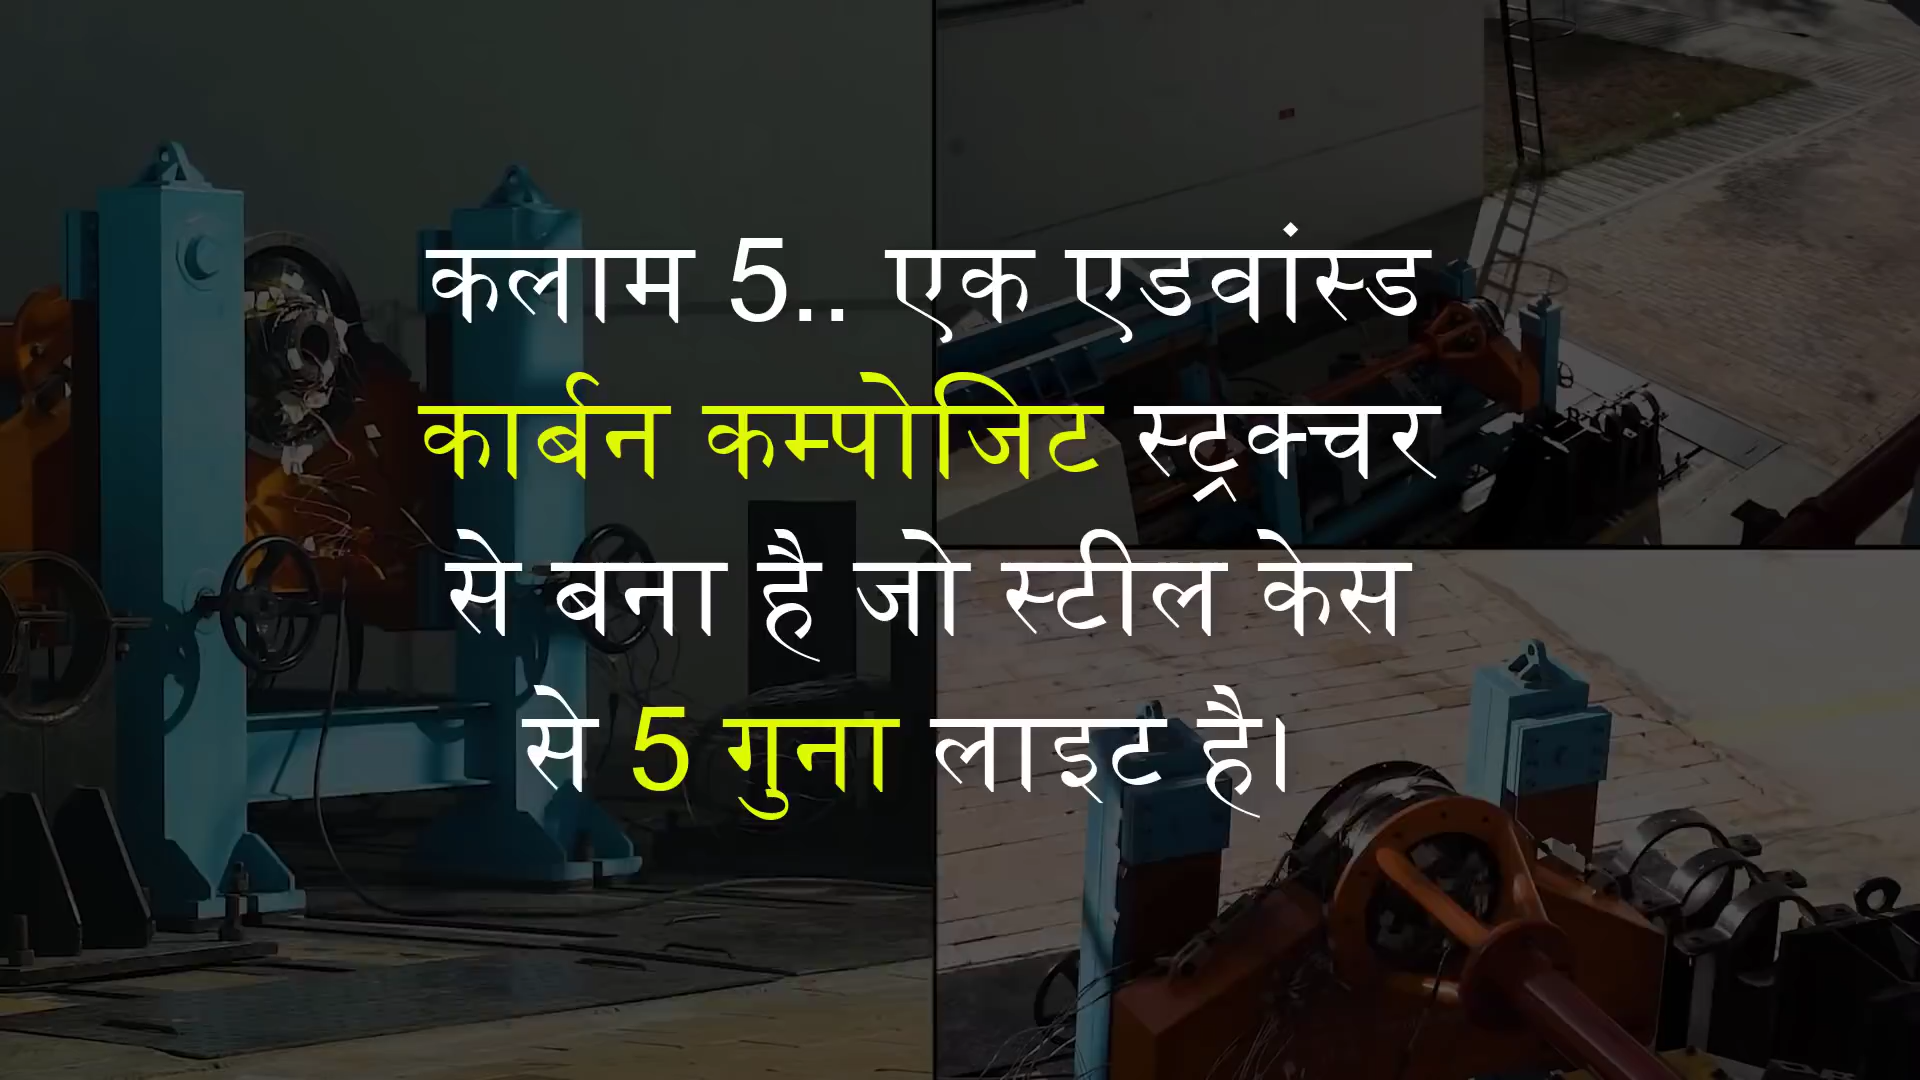 कलाम 5.. एक एडवांस्ड
कार्बन कम्पोजिट स्ट्रक्चर
से बना है जो स्टील केस
से 5 गुना लाइट है।